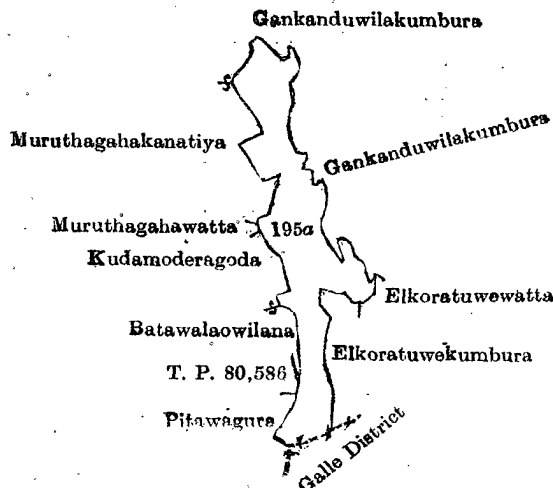 Gankanduwilakumbura
Muruthagahakanatiya
Gankanduwilakumbura
Muruthagahawatta
195a
Kudamoderagoda
Elkoratuwewatta
Batawalaowilana
Elkoratuwekumbura
T. P. 80,586
Pitawagura
Galle District